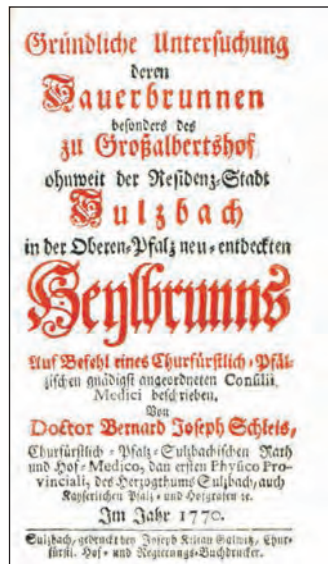 Gründliche Untersuchung
deren
Sauerbrunnen
besonders des
zu Großalbertshof
ohnweit der Residenz-Stadt
Sulzbach
in der Oberen-Pfalz neu-entdeckten
Heylbrunns
Auf Befehl eines Churfürstlich-Pfäl-
zischen gnädigst angeordneten Consilii
Medici beschrieben.
Von
Doctor Bernard Joseph Schleis,
Churfürstlich-Pfalz-Sulzbachischen Rath
und Hof-Medico, dan ersten Physico Pro-
vinciali, des Herzogthums Sulzbach, auch
Kayserlichen Pfalz- und Hofgrafen ꝛc.
Im Jahr 1770.
Sulzbach, gedruckt bey Joseph Kilian Galwitz, Chur-
fürstl. Hof- und Regierungs-Buchdrucker.